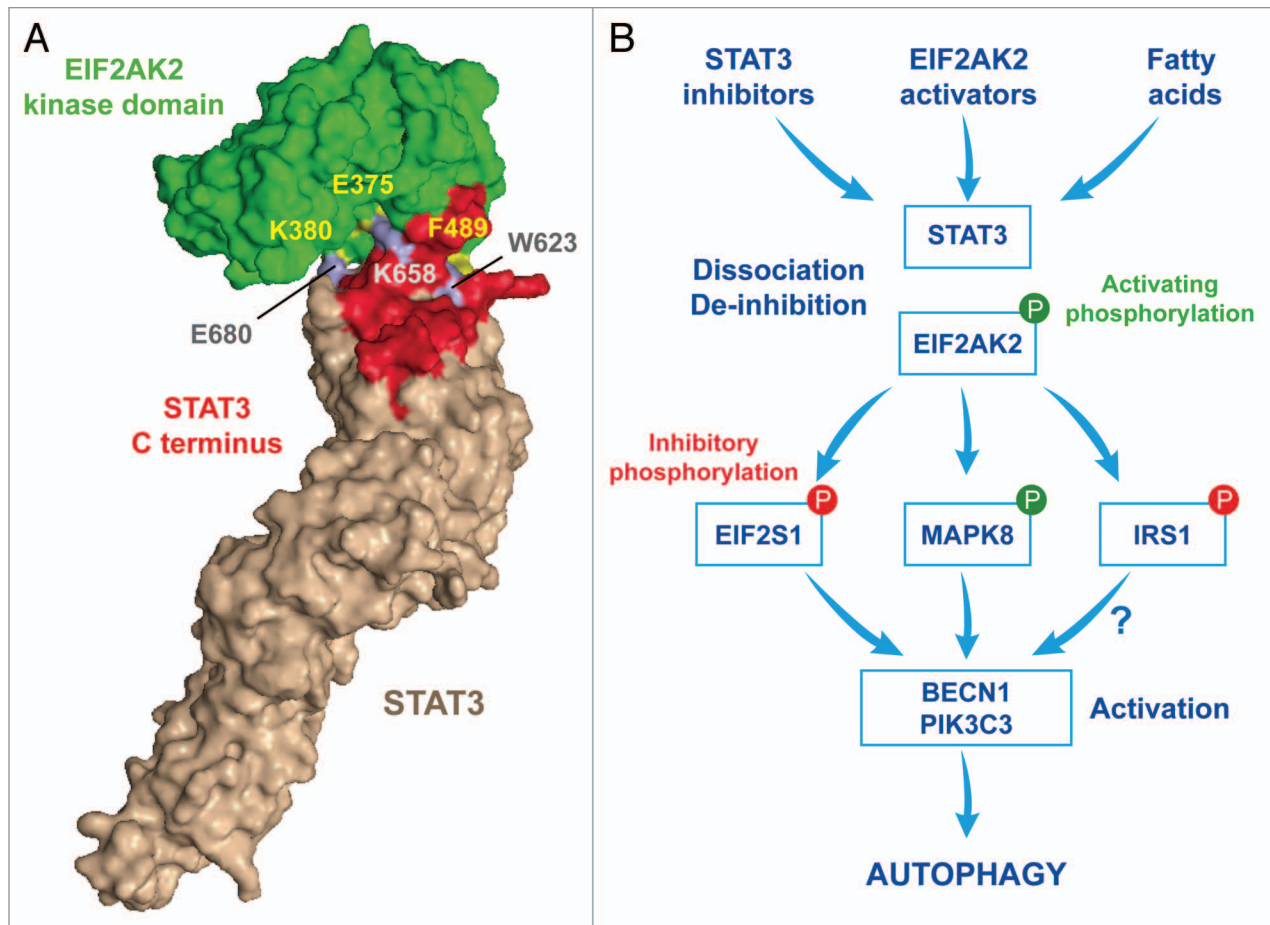 A
EIF2AK2
kinase domain
E375
K380
F489
W623
K658
E680
STAT3
C terminus
STAT3
B
STAT3
inhibitors
EIF2AK2
activators
Fatty
acids
STAT3
Dissociation
De-inhibition
Activating
phosphorylation
P
EIF2AK2
Inhibitory
phosphorylation
P
P
P
EIF2S1
MAPK8
IRS1
?
BECN1
PIK3C3
Activation
AUTOPHAGY